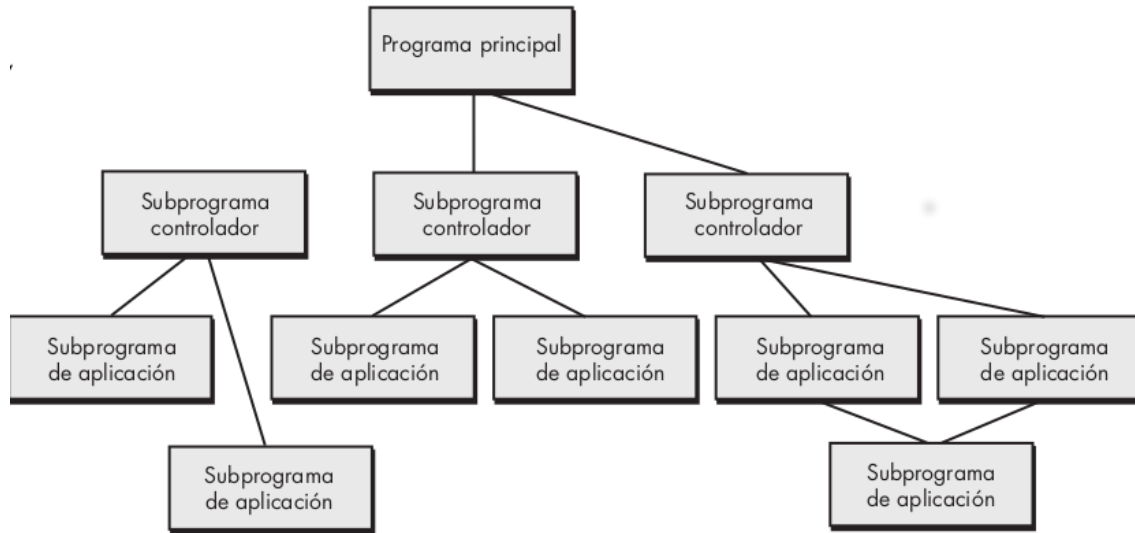 Programa principal
Subprograma
controlador
Subprograma
controlador
Subprograma
controlador
Subprograma
de aplicación
Subprograma
de aplicación
Subprograma
de aplicación
Subprograma
de aplicación
Subprograma
de aplicación
Subprograma
de aplicación
Subprograma
de aplicación